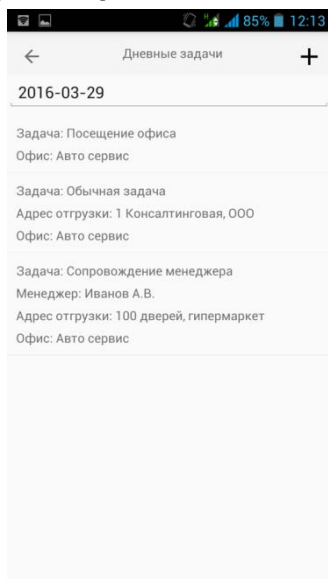 85% 12:13
Дневные задачи
2016-03-29
Задача: Посещение офиса
Офис: Авто сервис
Задача: Обычная задача
Адрес отгрузки: 1 Консалтинговая, ООО
Офис: Авто сервис
Задача: Сопровождение менеджера
Менеджер: Иванов А.В.
Адрес отгрузки: 100 дверей, гипермаркет
Офис: Авто сервис